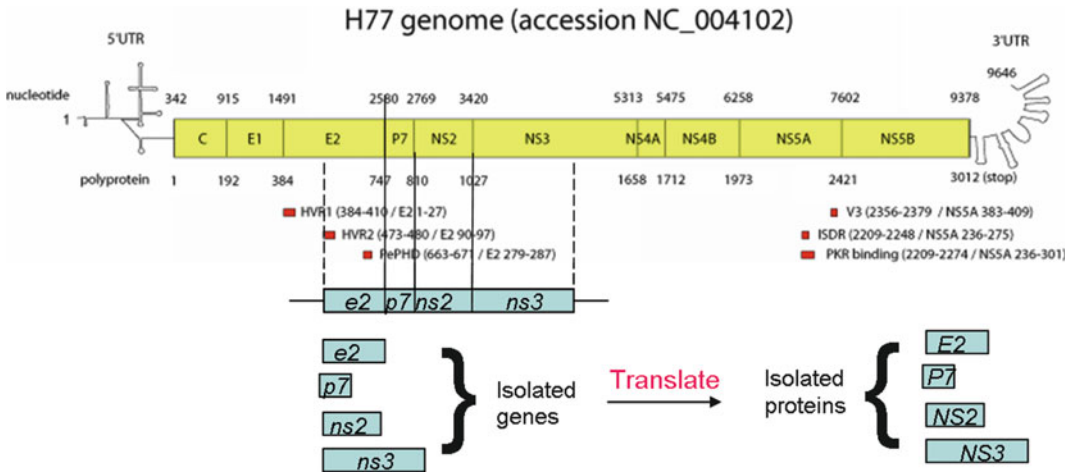 H77 genome (accession NC_004102)
5'UTR
3'UTR
9646
nucleotide
1
342 915 1491 2580 2769 3420 5313 5475 6258 7602 9378
C E1 E2 P7 NS2 NS3 NS4A NS4B NS5A NS5B
polyprotein 1 192 384 747 810 1027 1658 1712 1973 2421 3012 (stop)
HVR1 (384-410 / E2 1-27)
HVR2 (473-480 / E2 90-97)
PePHD (663-671 / E2 279-287)
V3 (2356-2379 / NS5A 383-409)
ISDR (2209-2248 / NS5A 236-275)
PKR binding (2209-2274 / NS5A 236-301)
e2 p7 ns2 ns3
e2
p7
ns2
ns3
Isolated
genes
Translate
Isolated
proteins
E2
P7
NS2
NS3